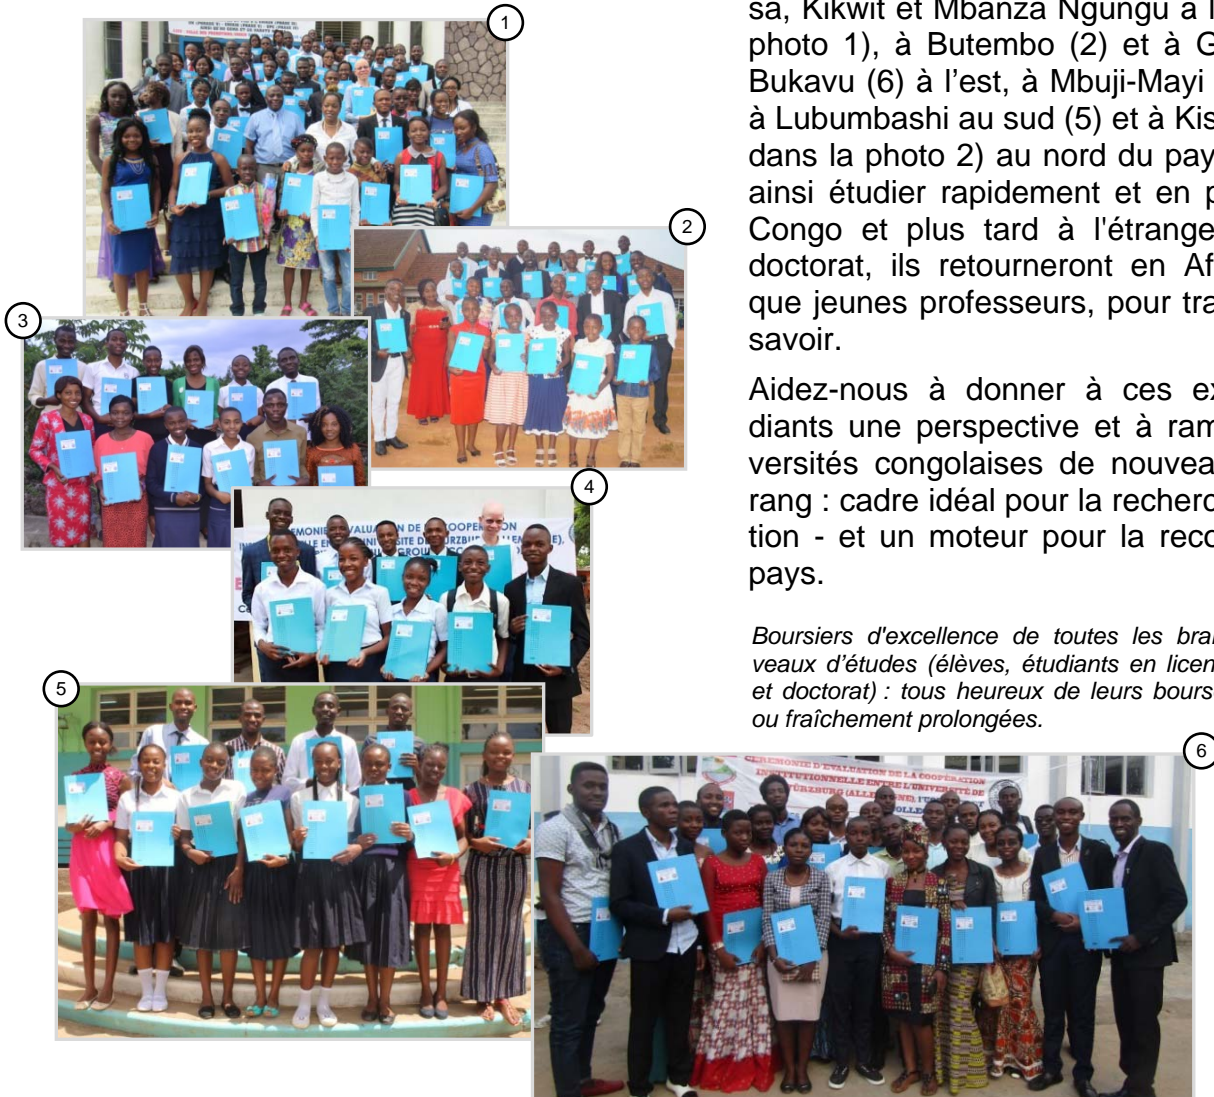 1
2
3
4
5
6
sa, Kikwit et Mbanza Ngungu à l
photo 1), à Butembo (2) et à G
Bukavu (6) à l’est, à Mbuji-Mayi
à Lubumbashi au sud (5) et à Kis
dans la photo 2) au nord du pay
ainsi étudier rapidement et en p
Congo et plus tard à l'étrange
doctorat, ils retourneront en Af
que jeunes professeurs, pour tra
savoir.
Aidez-nous à donner à ces ex
diants une perspective et à ram
versités congolaises de nouvea
rang : cadre idéal pour la recherc
tion - et un moteur pour la reco
pays.
Boursiers d'excellence de toutes les bra
veaux d’études (élèves, étudiants en licen
et doctorat) : tous heureux de leurs bours
ou fraîchement prolongées.
EVALUATION DE COOPERATION
CEREMONIE D'EVALUATION DE LA COOPÉRATION
INSTITUTIONNELLE ENTRE L'UNIVERSITÉ DE